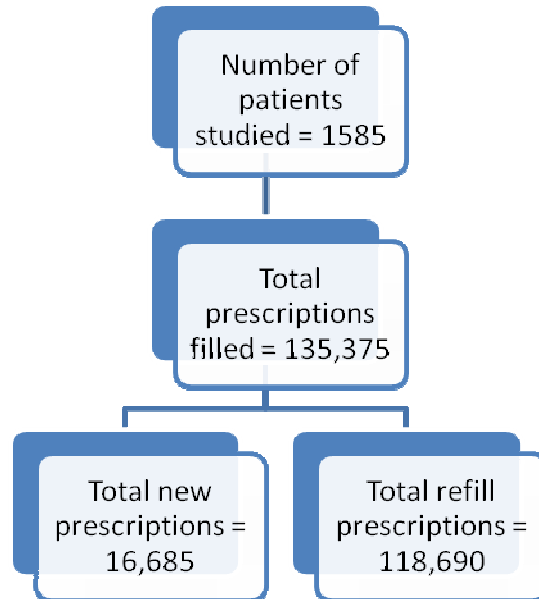 Number of
patients
studied = 1585
Total
prescriptions
filled = 135,375
Total new
prescriptions =
16,685
Total refill
prescriptions =
118,690